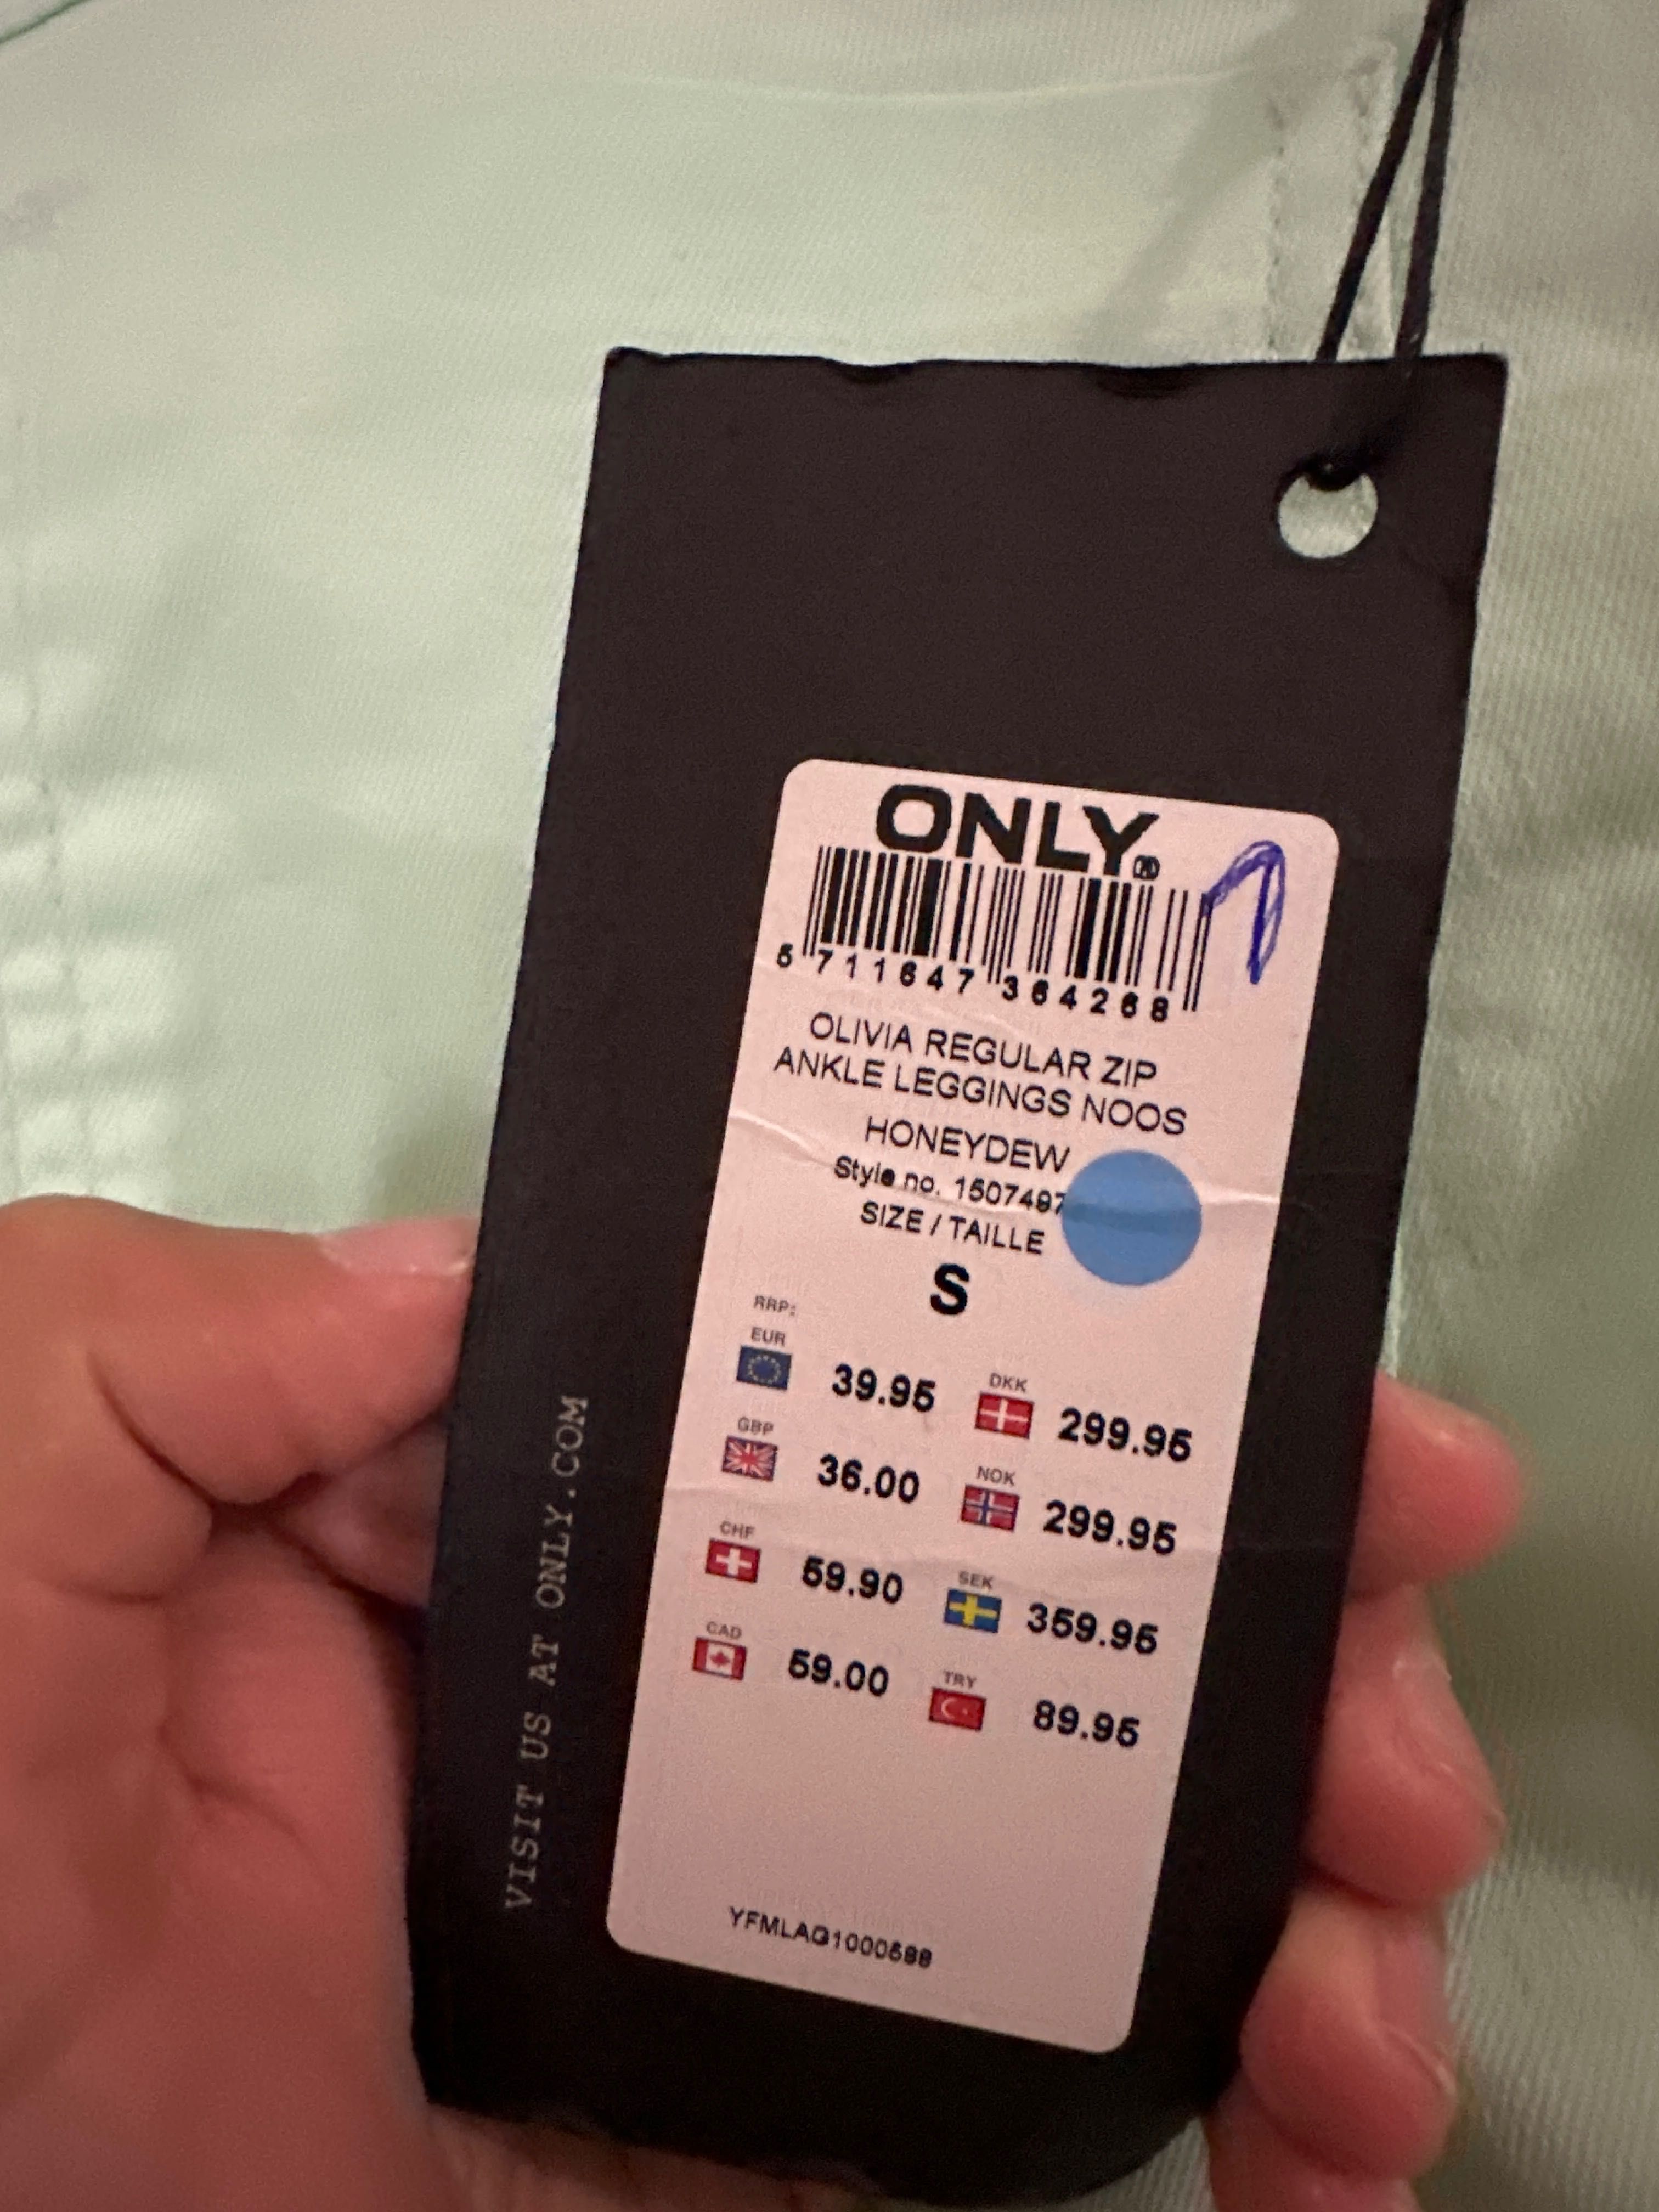 ONLY®
5 711647 364268
OLIVIA REGULAR ZIP
ANKLE LEGGINGS NOOS
HONEYDEW
Style no. 1507497
SIZE / TAILLE
S
RRP:
EUR 39.95 DKK 299.95
GBP 36.00 NOK 299.95
CHF 59.90 SEK 359.95
CAD 59.00 TRY 89.95
VISIT US AT ONLY.COM